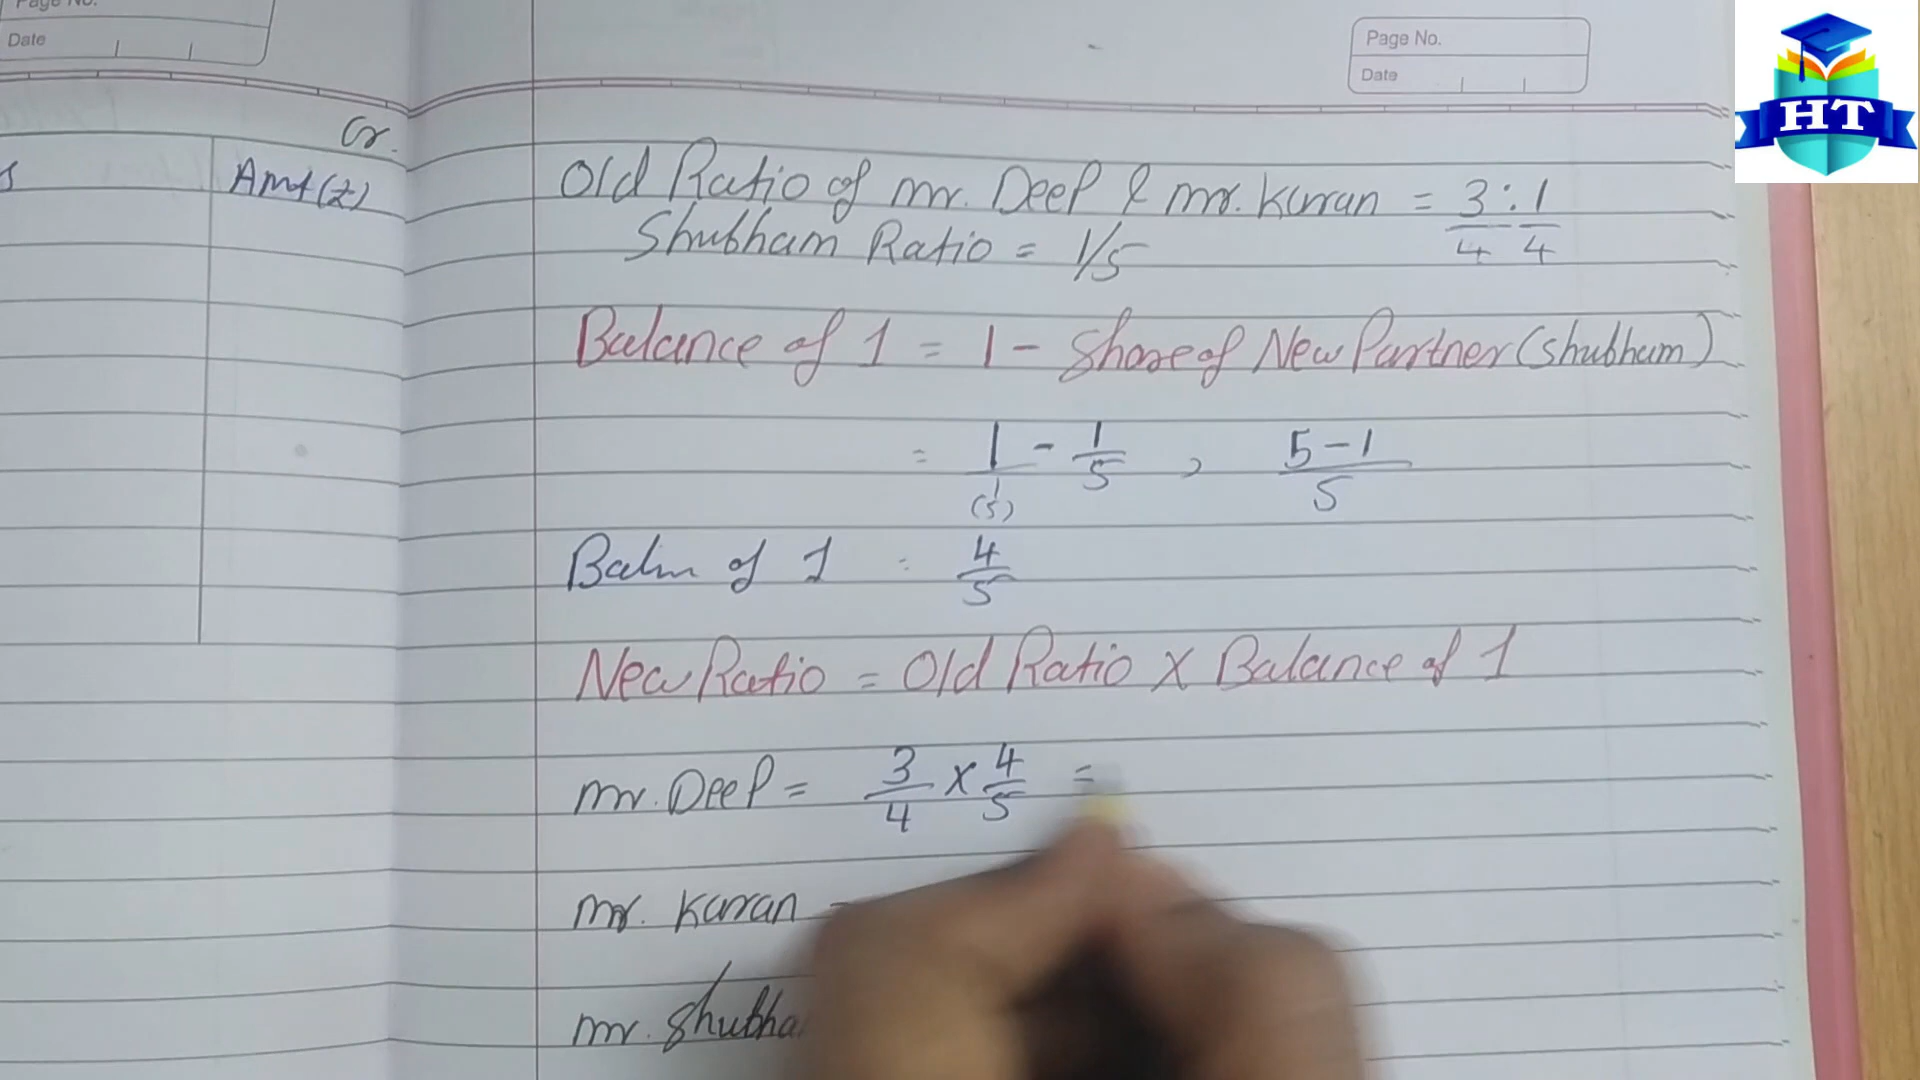 Page No.
Date
Cr.
Amt (₹)
Page No.
Date
HT
Old Ratio of mr. Deep & mr. Karan = 3/4 : 1/4
Shubham Ratio = 1/5
Balance of 1 = 1 - Share of New Partner (Shubham)
= 1/1 - 1/5 , 5-1/5
(5)
of 1 = 4/5
New Ratio = Old Ratio X Balance of 1
mr. Deep = 3/4 x 4/5 =
mr. Karan
mr. Shubha